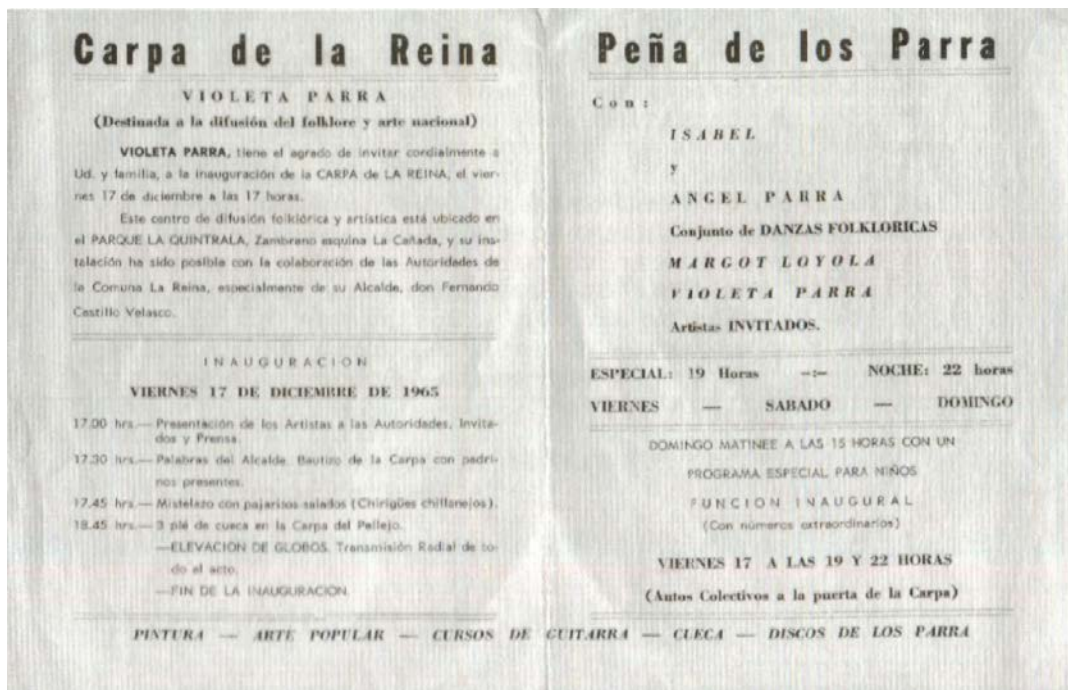 Carpa de la Reina
VIOLETA PARRA
(Destinada a la difusión del folklore y arte nacional)
VIOLETA PARRA, tiene el agrado de invitar cordialmente a
Ud. y familia, a la inauguración de la CARPA de LA REINA, el vier-
nes 17 de diciembre a las 17 horas.
Este centro de difusión folklórica y artística está ubicado en
el PARQUE LA QUINTRALA, Zambrano esquina La Cañada, y su ins-
talación ha sido posible con la colaboración de las Autoridades de
la Comuna La Reina, especialmente de su Alcalde, don Fernando
Castillo Velasco.
INAUGURACION
VIERNES 17 DE DICIEMBRE DE 1965
17.00 hrs.— Presentación de los Artistas a las Autoridades, Invita-
dos y Prensa.
17.30 hrs.— Palabras del Alcalde. Bautizo de la Carpa con padri-
nos presentes.
17.45 hrs.— Mistelazo con pajaritos salados (Chirigües chillanejos).
18.45 hrs.— 3 pié de cueca en la Carpa del Pellejo.
—ELEVACION DE GLOBOS. Transmisión Radial de to-
do el acto.
—FIN DE LA INAUGURACION.
Peña de los Parra
Con:
ISABEL
y
ANGEL PARRA
Conjunto de DANZAS FOLKLORICAS
MARGOT LOYOLA
VIOLETA PARRA
Artistas INVITADOS.
ESPECIAL: 19 Horas —:— NOCHE: 22 horas
VIERNES — SABADO — DOMINGO
DOMINGO MATINEE A LAS 15 HORAS CON UN
PROGRAMA ESPECIAL PARA NIÑOS
FUNCION INAUGURAL
(Con números extraordinarios)
VIERNES 17 A LAS 19 Y 22 HORAS
(Autos Colectivos a la puerta de la Carpa)
PINTURA — ARTE POPULAR — CURSOS DE GUITARRA — CUECA — DISCOS DE LOS PARRA